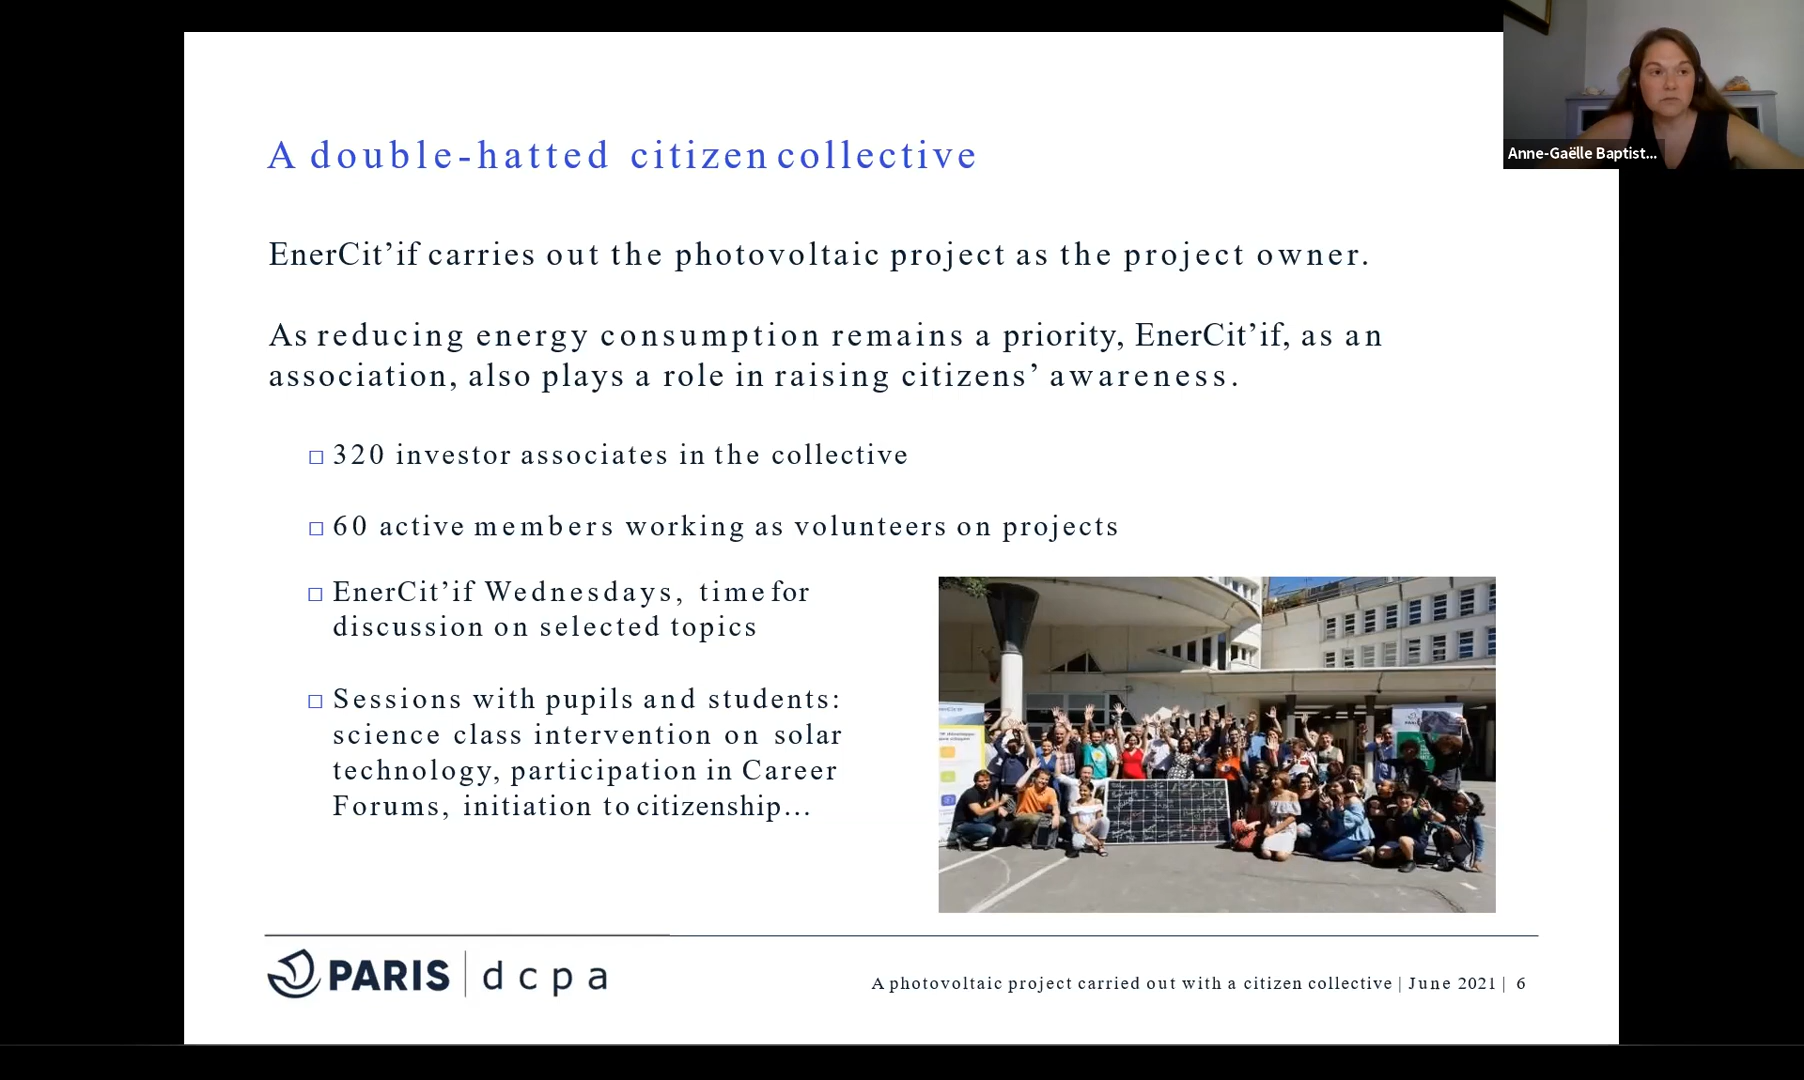 A double-hatted citizen collective
EnerCit’if carries out the photovoltaic project as the project owner.
As reducing energy consumption remains a priority, EnerCit’if, as an
association, also plays a role in raising citizens’ awareness.
320 investor associates in the collective
60 active members working as volunteers on projects
EnerCit’if Wednesdays, time for
discussion on selected topics
Sessions with pupils and students:
science class intervention on solar
technology, participation in Career
Forums, initiation to citizenship...
PARIS | dcpa
A photovoltaic project carried out with a citizen collective | June 2021 | 6
Anne-Gaëlle Baptist...